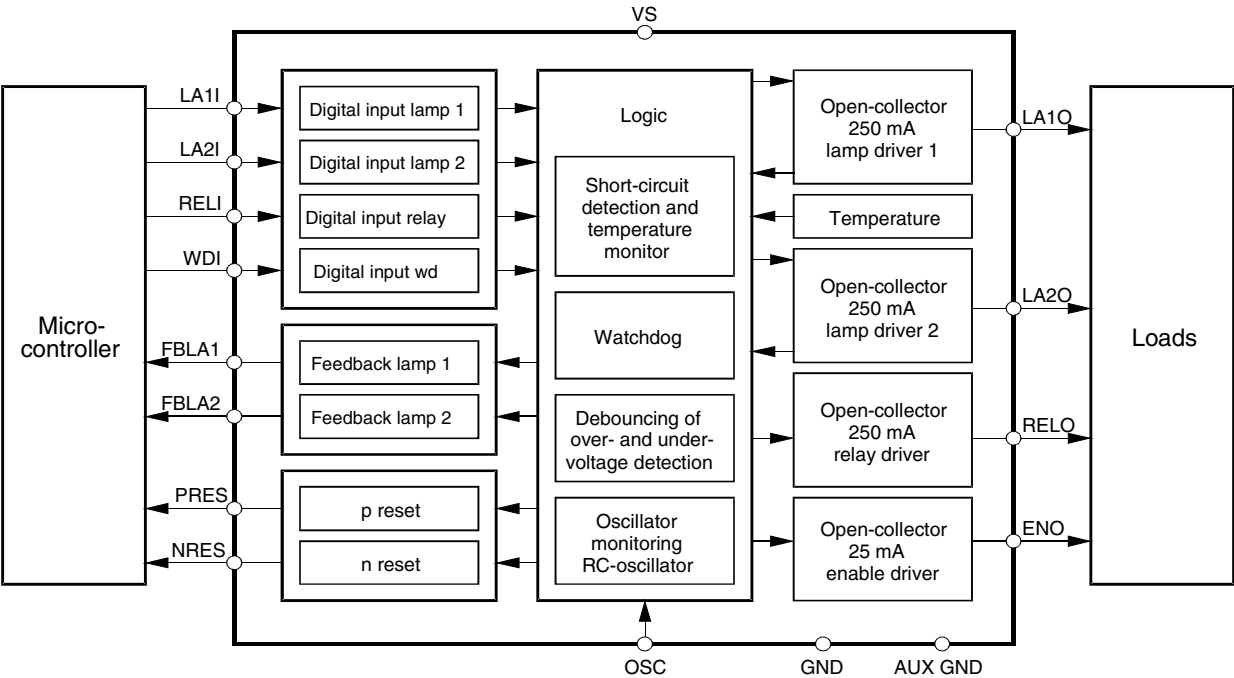 VS
Micro-
controller
LA1I
LA2I
RELI
WDI
FBLA1
FBLA2
PRES
NRES
Digital input lamp 1
Digital input lamp 2
Digital input relay
Digital input wd
Feedback lamp 1
Feedback lamp 2
p reset
n reset
Logic
Short-circuit
detection and
temperature
monitor
Watchdog
Debouncing of
over- and under-
voltage detection
Oscillator
monitoring
RC-oscillator
Open-collector
250 mA
lamp driver 1
Temperature
Open-collector
250 mA
lamp driver 2
Open-collector
250 mA
relay driver
Open-collector
25 mA
enable driver
LA1O
LA2O
RELO
ENO
Loads
OSC
GND
AUX GND